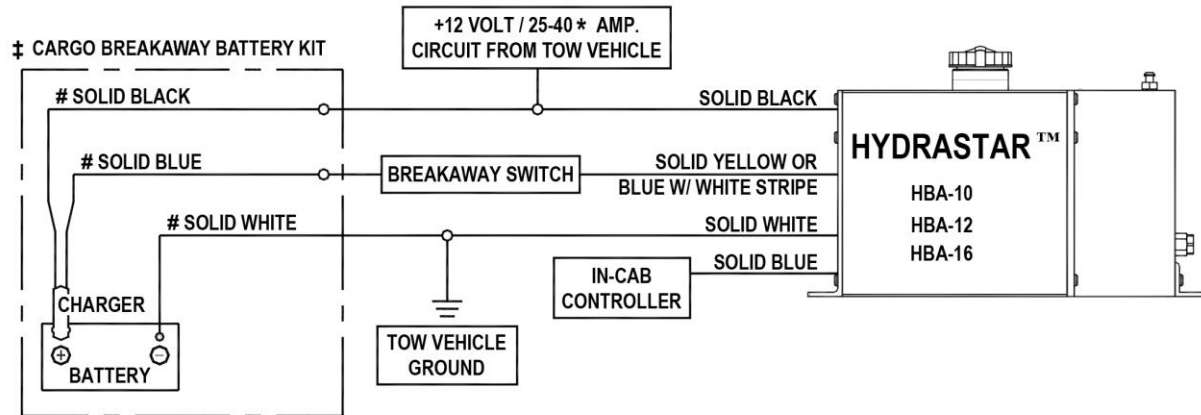 +12 VOLT / 25-40 * AMP.
CIRCUIT FROM TOW VEHICLE
‡ CARGO BREAKAWAY BATTERY KIT
# SOLID BLACK
SOLID BLACK
# SOLID BLUE
BREAKAWAY SWITCH
SOLID YELLOW OR
BLUE W/ WHITE STRIPE
# SOLID WHITE
SOLID WHITE
SOLID BLUE
IN-CAB
CONTROLLER
HYDRASTAR ™
HBA-10
HBA-12
HBA-16
CHARGER
+ −
BATTERY
TOW VEHICLE
GROUND